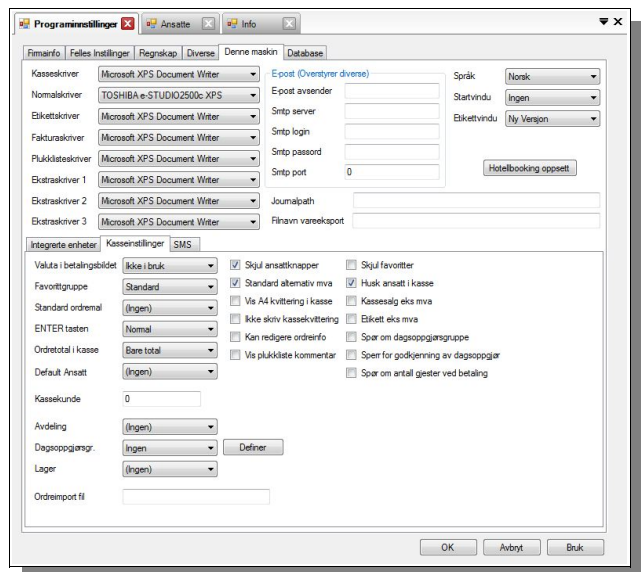 Programinnstillinger Ansatte Info
Firmainfo Felles Instillinger Regnskap Diverse Denne maskin Database
Kasseskriver Microsoft XPS Document Writer
Normalskriver TOSHIBA e-STUDIO2500c XPS
Etikettskriver Microsoft XPS Document Writer
Fakturaskriver Microsoft XPS Document Writer
Plukklisteskriver Microsoft XPS Document Writer
Ekstraskriver 1 Microsoft XPS Document Writer
Ekstraskriver 2 Microsoft XPS Document Writer
Ekstraskriver 3 Microsoft XPS Document Writer
E-post (Overstyrer diverse)
E-post avsender
Smtp server
Smtp login
Smtp passord
Smtp port 0
Journalpath
Filnavn vareeksport
Språk Norsk
Startvindu Ingen
Etikettvindu Ny Versjon
Hotellbooking oppsett
Integrerte enheter Kasseinstillinger SMS
Valuta i betalingsbildet Ikke i bruk
Favorittgruppe Standard
Standard ordremal (Ingen)
ENTER tasten Normal
Ordretotal i kasse Bare total
Default Ansatt (Ingen)
Kassekunde 0
Avdeling (Ingen)
Dagsoppgjørsgr. Ingen Definer
Lager (Ingen)
Ordreimport fil
Skjul ansattknapper
Standard alternativ mva
Vis A4 kvittering i kasse
Ikke skriv kassekvittering
Kan redigere ordreinfo
Vis plukkliste kommentar
Skjul favoritter
Husk ansatt i kasse
Kassesalg eks mva
Etikett eks mva
Spør om dagsoppgjørsgruppe
Sperr for godkjenning av dagsoppgjør
Spør om antall gjester ved betaling
OK Avbryt Bruk